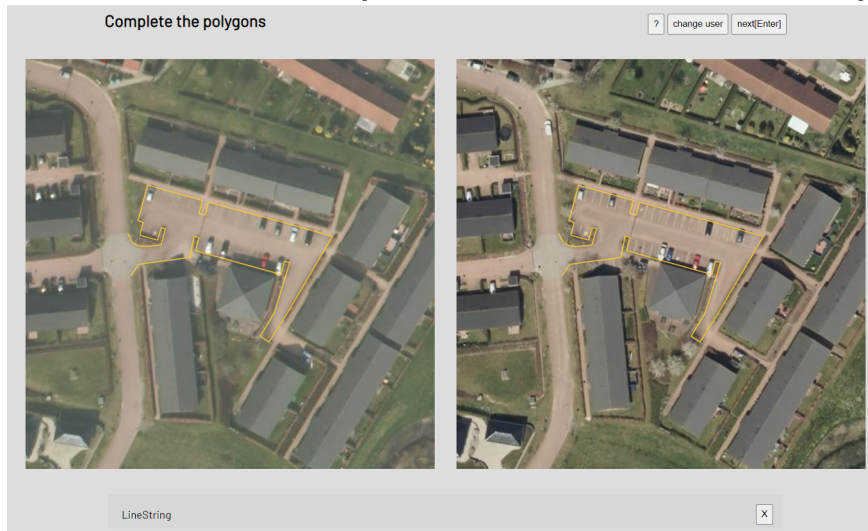 Complete the polygons
? change user next[Enter]
LineString X